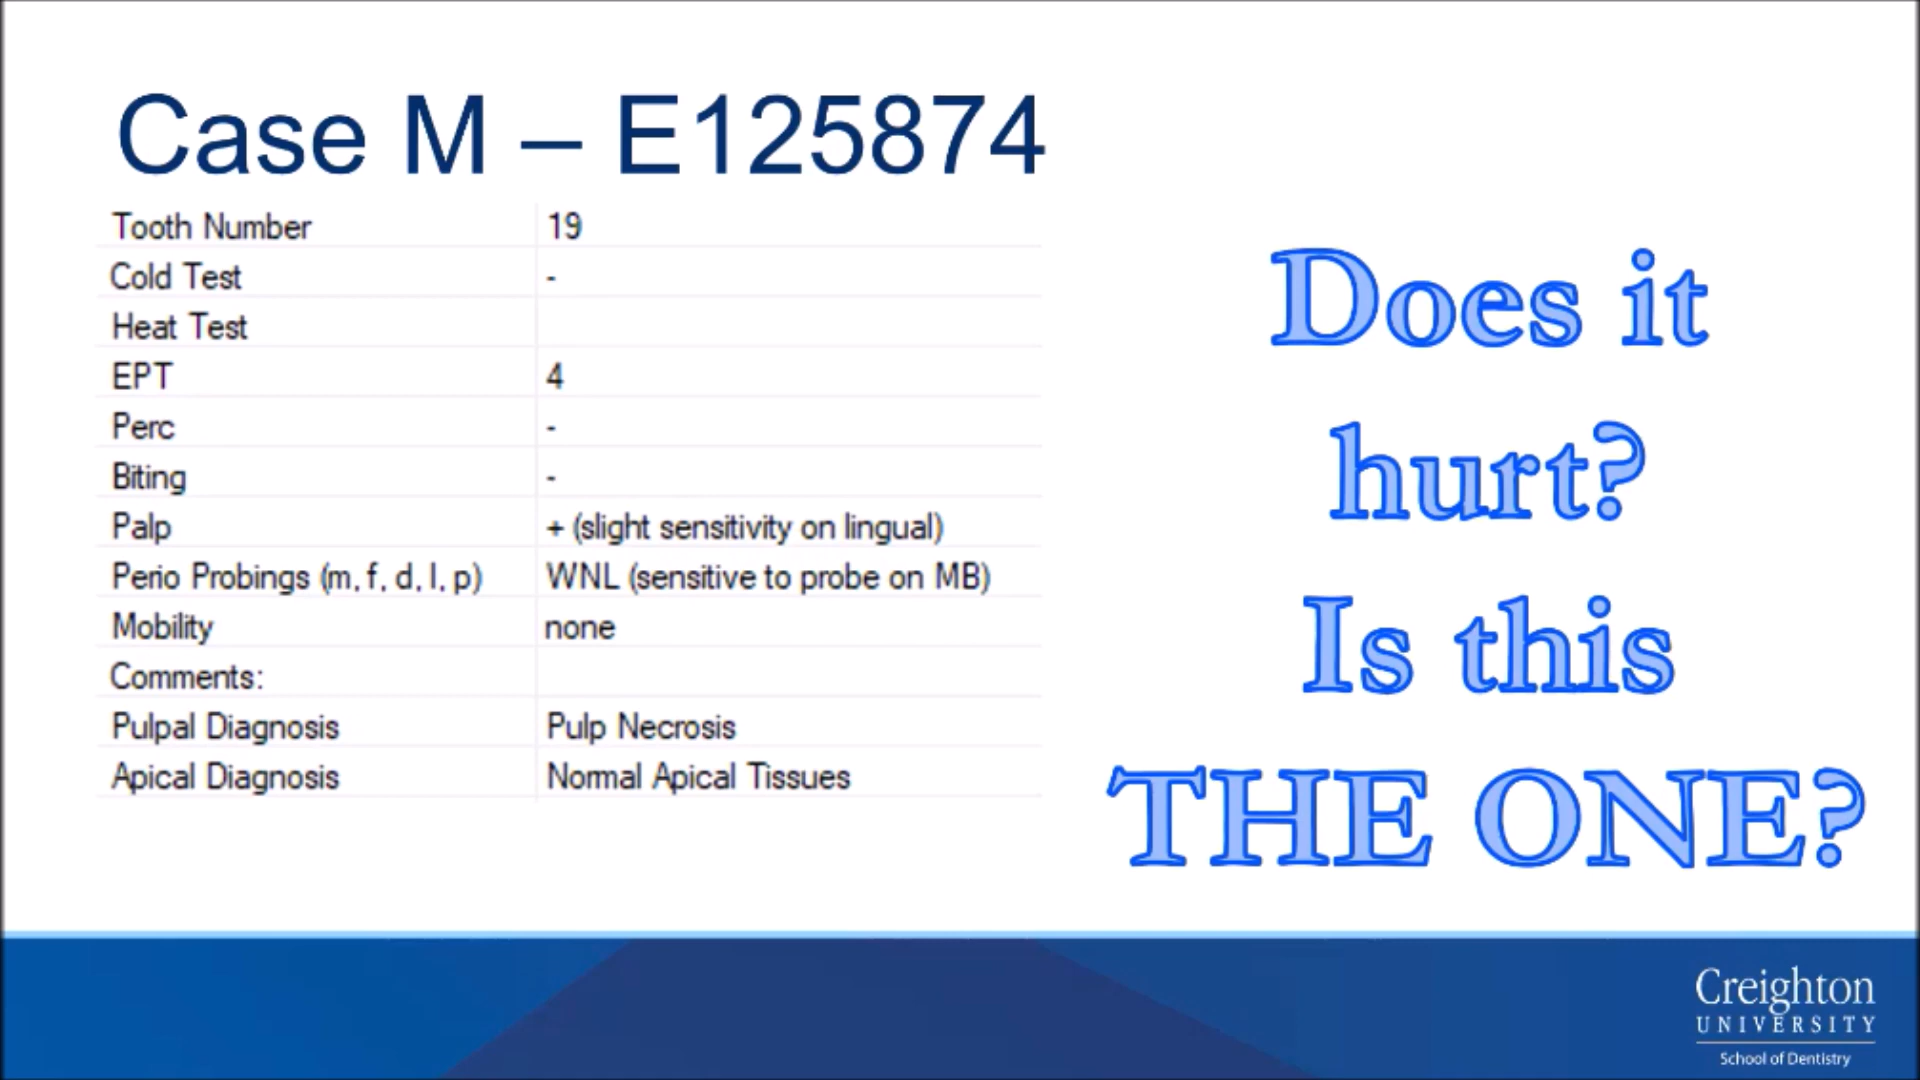 Case M – E125874
Tooth Number 19
Cold Test -
Heat Test
EPT 4
Perc -
Biting -
Palp + (slight sensitivity on lingual)
Perio Probings (m, f, d, l, p) WNL (sensitive to probe on MB)
Mobility none
Comments:
Pulpal Diagnosis Pulp Necrosis
Apical Diagnosis Normal Apical Tissues
Does it
hurt?
Is this
THE ONE?
Creighton
UNIVERSITY
School of Dentistry